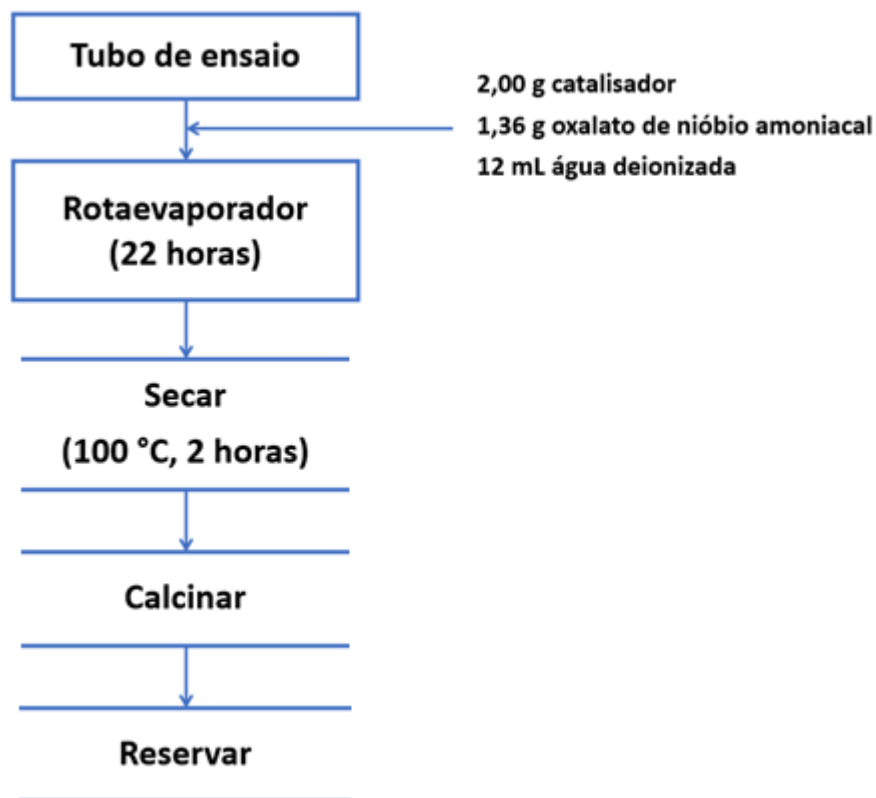 Tubo de ensaio
2,00 g catalisador
1,36 g oxalato de nióbio amoniacal
12 mL água deionizada
Rotaevaporador
(22 horas)
Secar
(100 °C, 2 horas)
Calcinar
Reservar